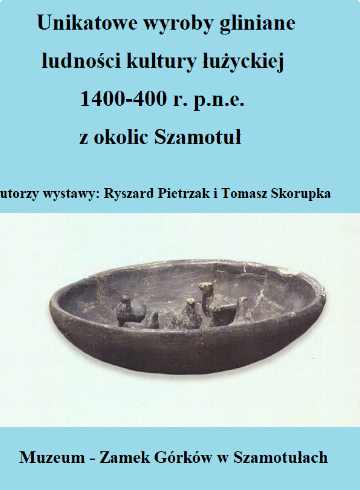 Unikatowe wyroby gliniane
ludności kultury łużyckiej
1400-400 r. p.n.e.
z okolic Szamotuł
utorzy wystawy: Ryszard Pietrzak i Tomasz Skorupka
Muzeum - Zamek Górków w Szamotułach